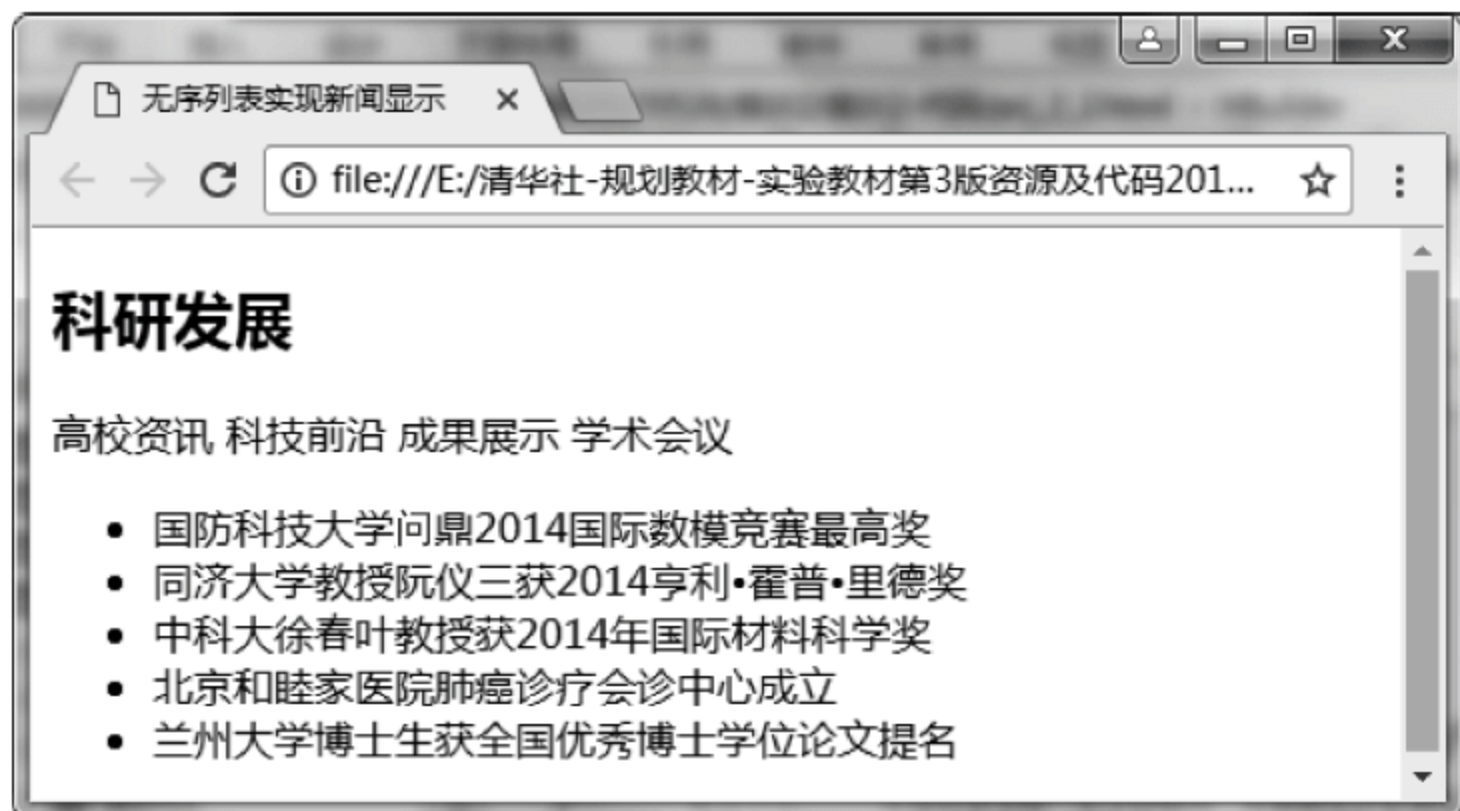 无序列表实现新闻显示
file:///E:/清华社-规划教材-实验教材第3版资源及代码201...
科研发展
高校资讯 科技前沿 成果展示 学术会议
• 国防科技大学问鼎2014国际数模竞赛最高奖
• 同济大学教授阮仪三获2014亨利•霍普•里德奖
• 中科大徐春叶教授获2014年国际材料科学奖
• 北京和睦家医院肺癌诊疗会诊中心成立
• 兰州大学博士生获全国优秀博士学位论文提名